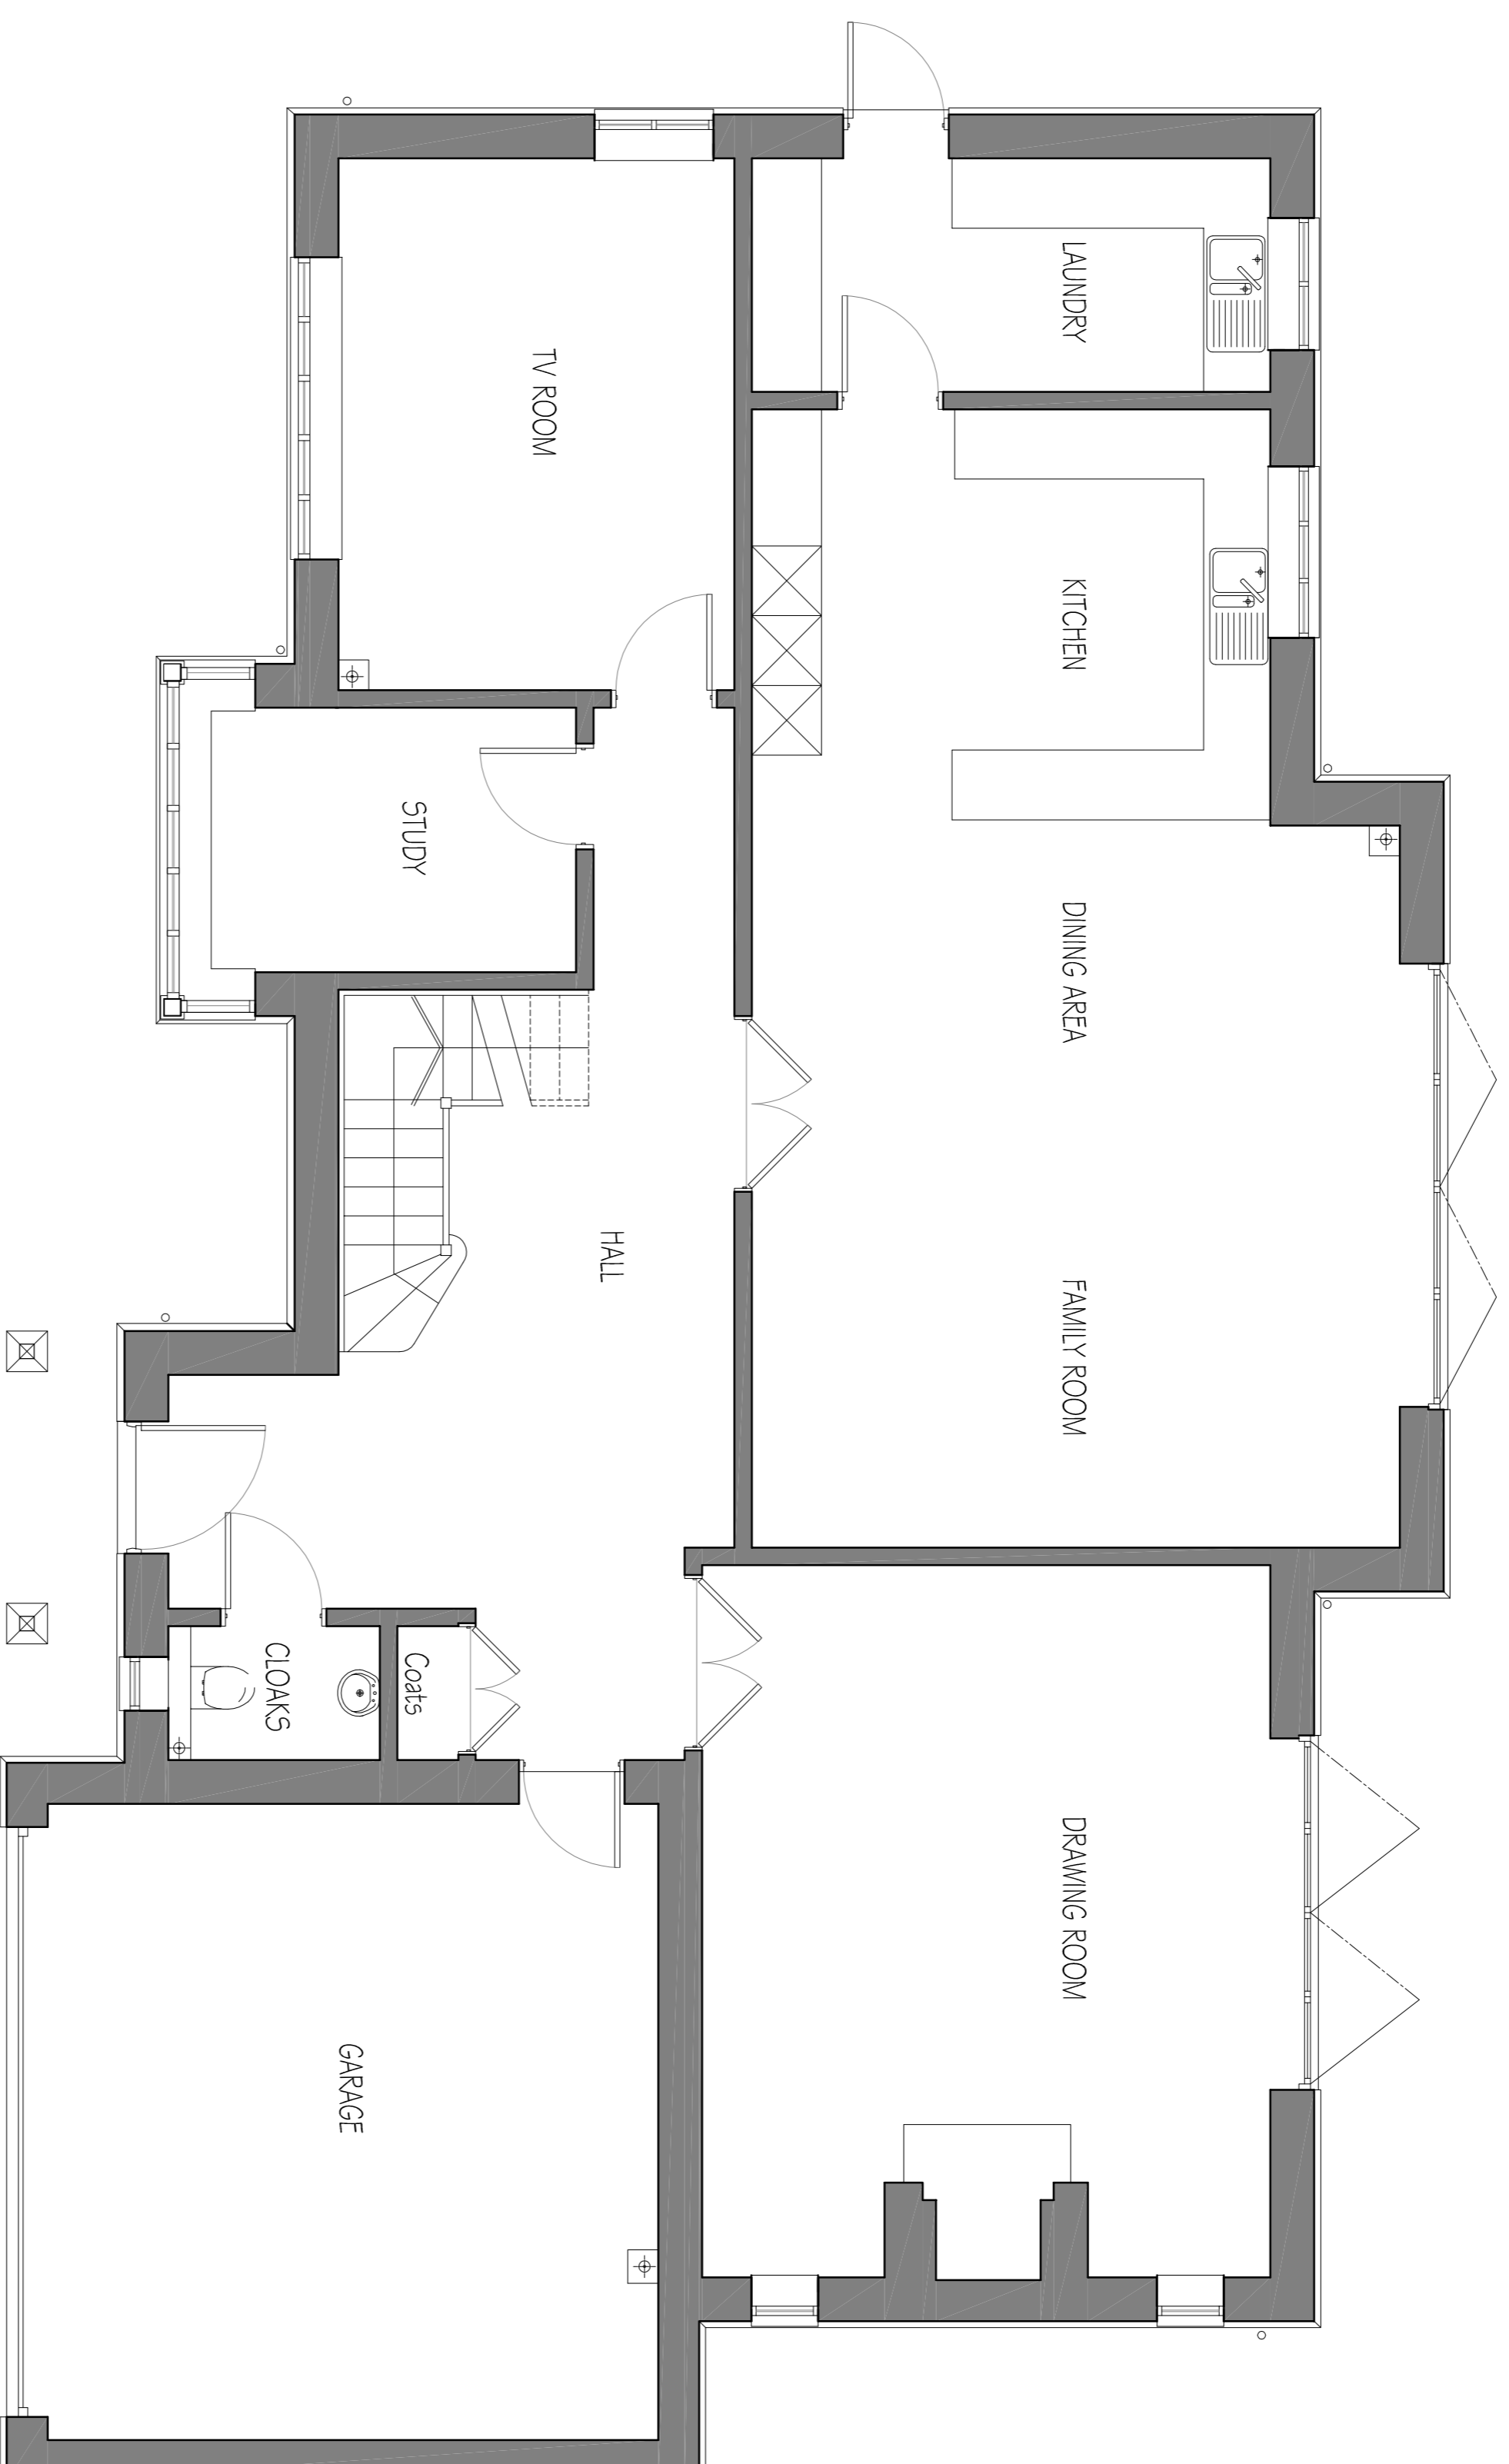 LAUNDRY
KITCHEN
DINING AREA
FAMILY ROOM
DRAWING ROOM
TV ROOM
STUDY
HALL
Coats
CLOAKS
GARAGE